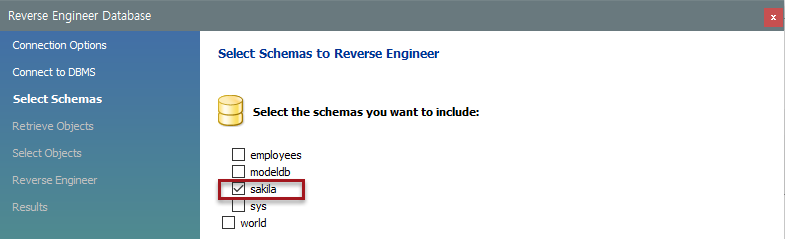 Reverse Engineer Database
x
Connection Options
Connect to DBMS
Select Schemas
Retrieve Objects
Select Objects
Reverse Engineer
Results
Select Schemas to Reverse Engineer
Select the schemas you want to include:
employees
modeldb
sakila
sys
world